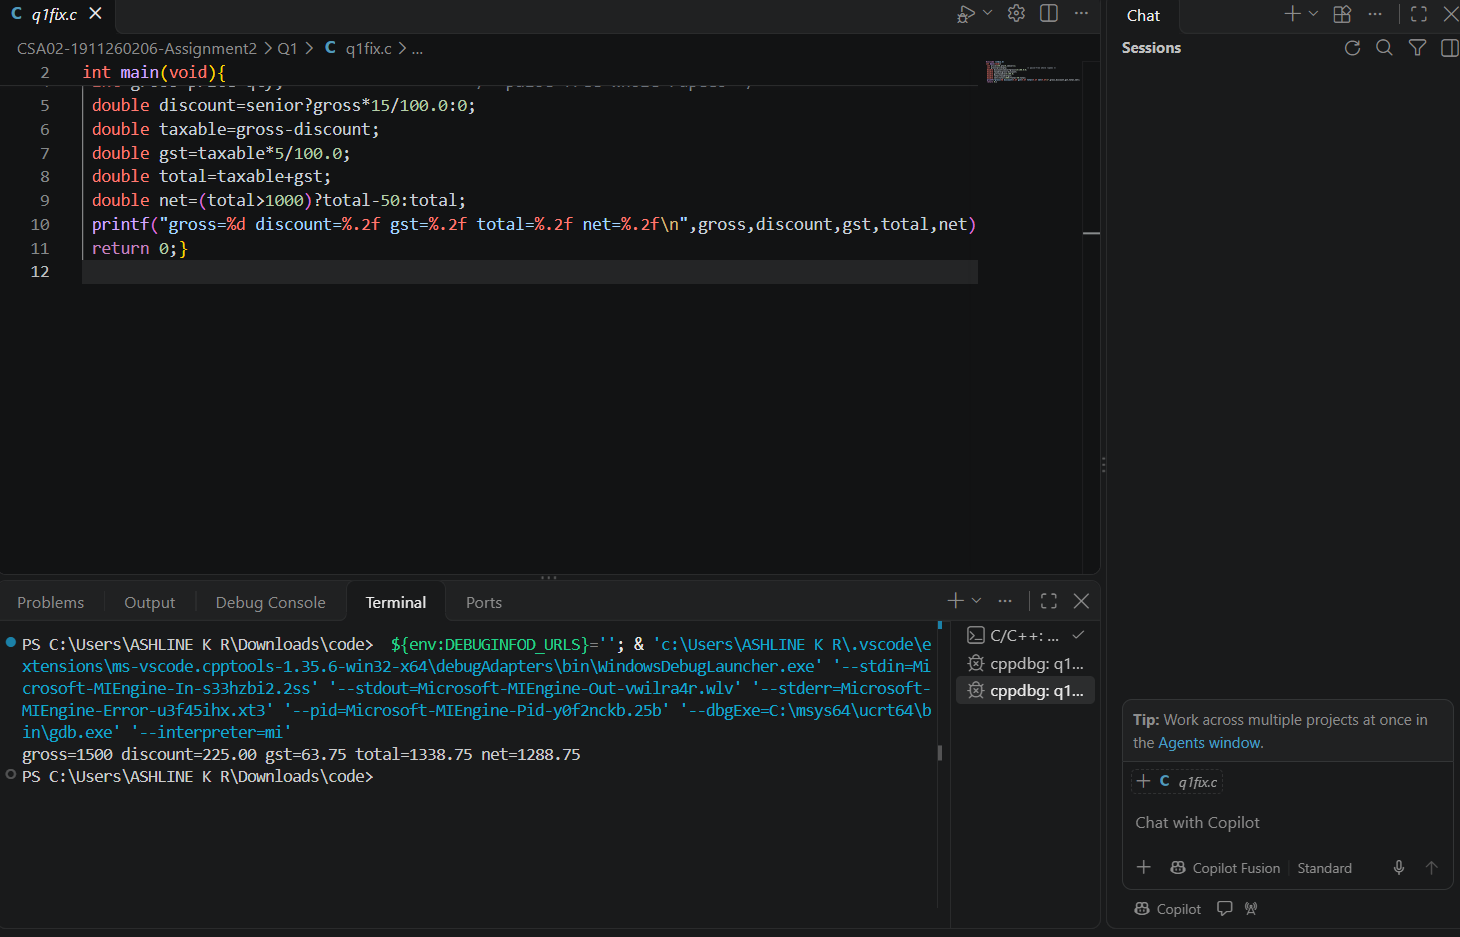 C q1fix.c
CSA02-1911260206-Assignment2 > Q1 > C q1fix.c > ...
2 int main(void){
5 double discount=senior?gross*15/100.0:0;
6 double taxable=gross-discount;
7 double gst=taxable*5/100.0;
8 double total=taxable+gst;
9 double net=(total>1000)?total-50:total;
10 printf("gross=%d discount=%.2f gst=%.2f total=%.2f net=%.2f\n",gross,discount,gst,total,net)
11 return 0;}
12
Problems Output Debug Console Terminal Ports
PS C:\Users\ASHLINE K R\Downloads\code>  ${env:DEBUGINFOD_URLS}=''; & 'c:\Users\ASHLINE K R\.vscode\e
xtensions\ms-vscode.cpptools-1.35.6-win32-x64\debugAdapters\bin\WindowsDebugLauncher.exe' '--stdin=Mi
crosoft-MIEngine-In-s33hzbi2.2ss' '--stdout=Microsoft-MIEngine-Out-vwilra4r.wlv' '--stderr=Microsoft-
MIEngine-Error-u3f45ihx.xt3' '--pid=Microsoft-MIEngine-Pid-y0f2nckb.25b' '--dbgExe=C:\msys64\ucrt64\b
in\gdb.exe' '--interpreter=mi'
gross=1500 discount=225.00 gst=63.75 total=1338.75 net=1288.75
PS C:\Users\ASHLINE K R\Downloads\code>
C/C++: ...
cppdbg: q1...
cppdbg: q1...
Chat
Sessions
Tip: Work across multiple projects at once in
the Agents window.
C q1fix.c
Chat with Copilot
Copilot Fusion Standard
Copilot